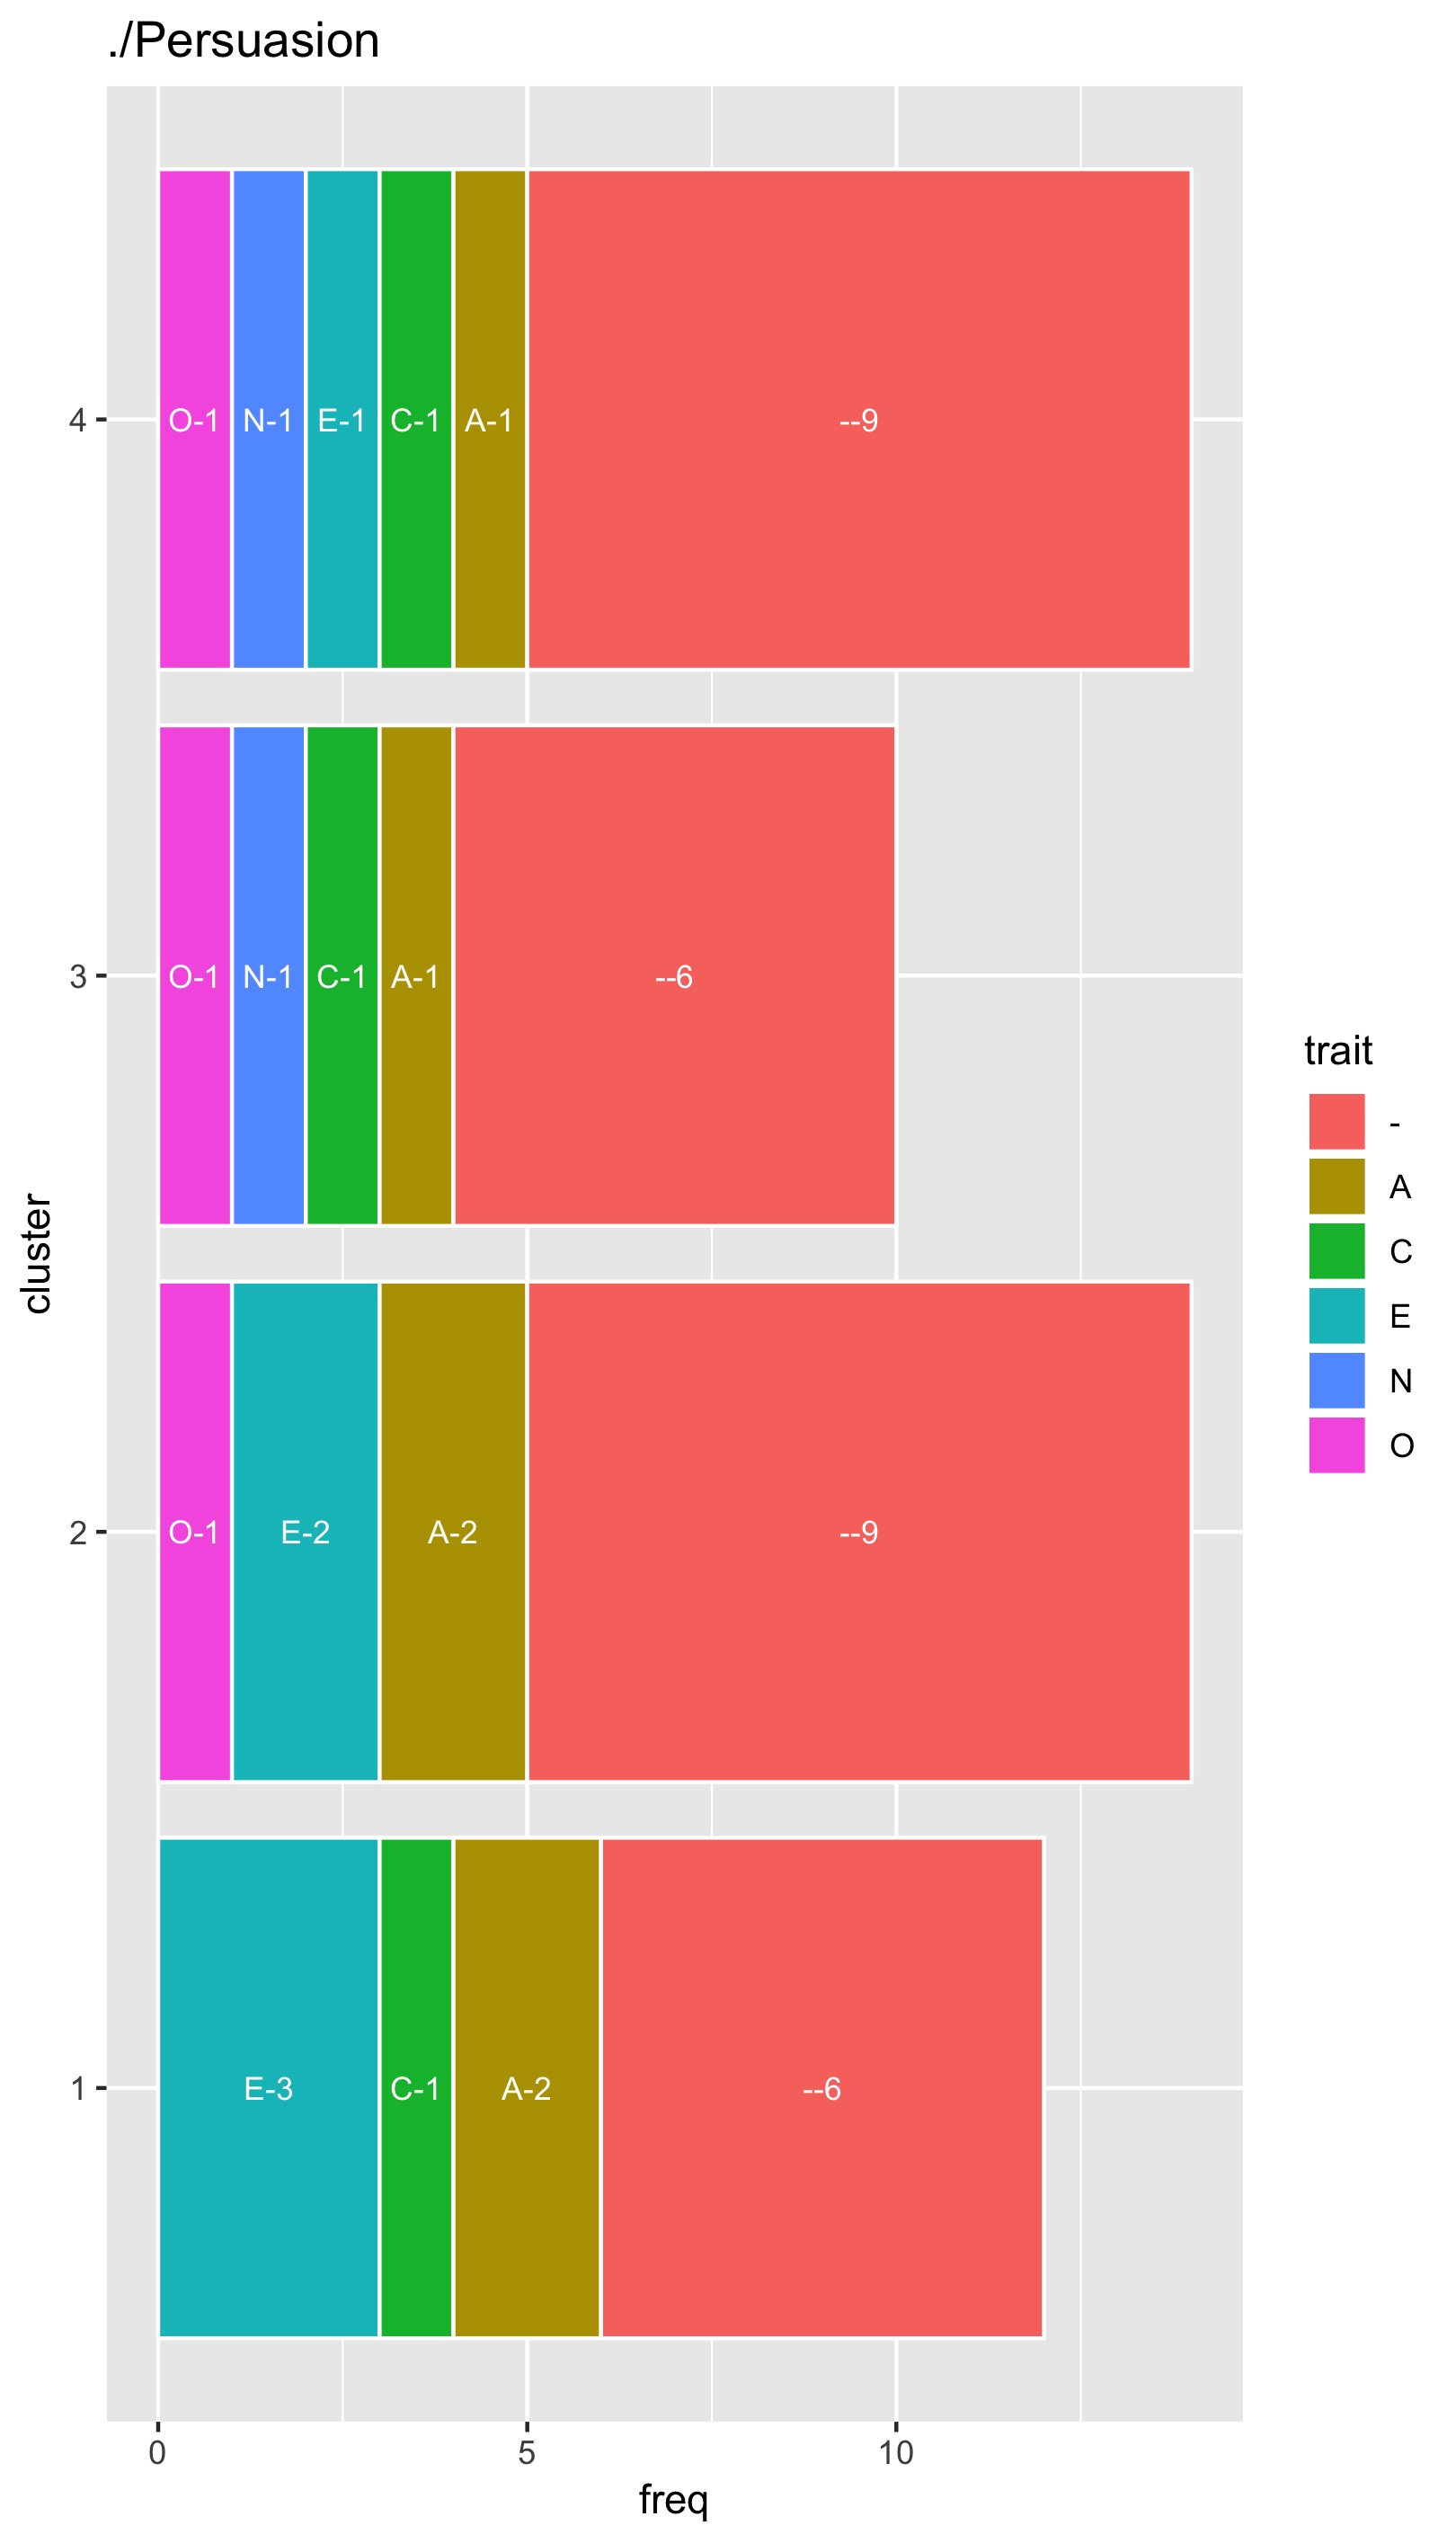 ./Persuasion
4
O-1 N-1 E-1 C-1 A-1 --9
3
O-1 N-1 C-1 A-1 --6
2
O-1 E-2 A-2 --9
1
E-3 C-1 A-2 --6
0 5 10
freq
cluster
trait
-
A
C
E
N
O